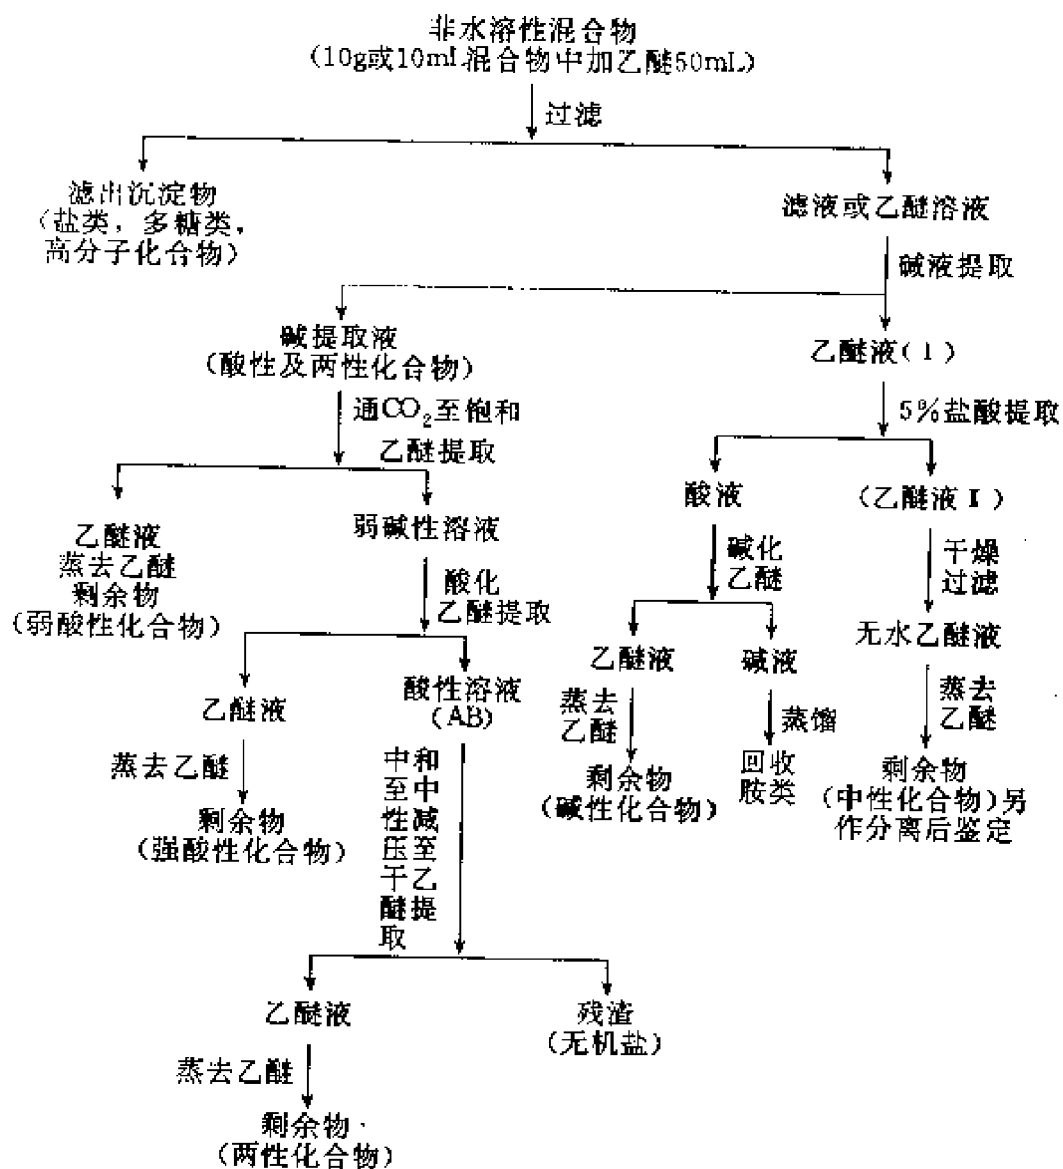 非水溶性混合物
(10g或10mL混合物中加乙醚50mL)
过滤
滤出沉淀物
(盐类,多糖类,
高分子化合物)
滤液或乙醚溶液
碱液提取
碱提取液
(酸性及两性化合物)
乙醚液(Ⅰ)
通CO₂至饱和
乙醚提取
5%盐酸提取
乙醚液
蒸去乙醚
剩余物
(弱酸性化合物)
弱碱性溶液
酸化
乙醚提取
酸液
碱化
乙醚
(乙醚液Ⅱ)
干燥
过滤
乙醚液
蒸去乙醚
剩余物
(强酸性化合物)
酸性溶液
(AB)
中和
至中
性减
压至
干乙
醚提
取
乙醚液
蒸去
乙醚
剩余物
(碱性化合物)
碱液
蒸馏
回收
胺类
无水乙醚液
蒸去
乙醚
剩余物
(中性化合物)另
作分离后鉴定
乙醚液
蒸去乙醚
剩余物
(两性化合物)
残渣
(无机盐)